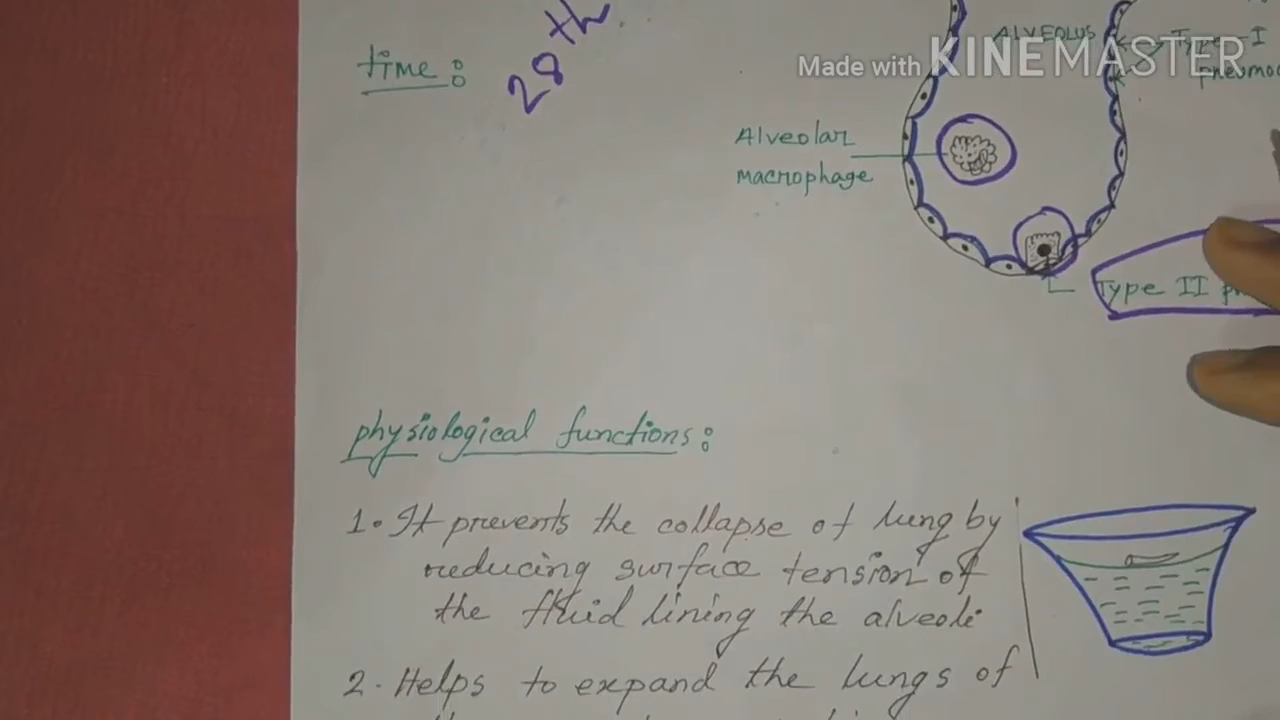 time:
28th
ALVEOLUS
Type-I
Made with KINEMASTER
Alveolar
macrophage
Type II
physiological functions:
1. It prevents the collapse of lung by
reducing surface tension of
the fluid lining the alveoli
2. Helps to expand the lungs of